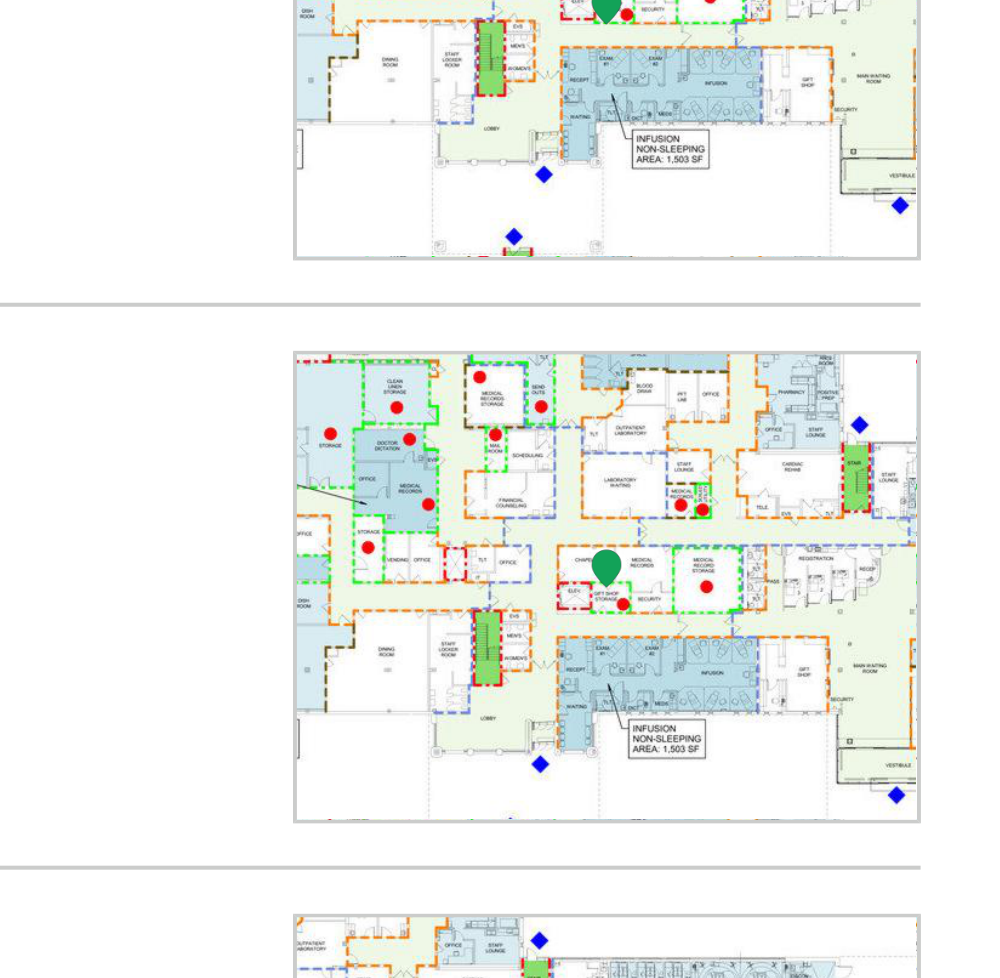 DISH
ROOM
DINING
ROOM
STAFF
LOCKER
ROOM
EVS
MEN'S
WOMEN'S
LOBBY
ELEV.
SECURITY
TLT
EXAM
#1
EXAM
#2
RECEPT
INFUSION
WAITING
TLT
DICT
MEDS
GIFT
SHOP
MAIN WAITING
ROOM
SECURITY
VESTIBULE
INFUSION
NON-SLEEPING
AREA: 1,503 SF
CLEAN
LINEN
STORAGE
STORAGE
DOCTOR
DICTATION
EVS
OFFICE
MEDICAL
RECORDS
STORAGE
VENDING
OFFICE
OFFICE
MEDICAL
RECORDS
STORAGE
SEND
OUTS
TLT
MAIL
ROOM
SCHEDULING
FINANCIAL
COUNSELING
TLT
OFFICE
BLOOD
DRAW
TLT
OUTPATIENT
LABORATORY
OFFICE
LABORATORY
WAITING
STAFF
LOUNGE
MEDICAL
RECORDS
PHARMACY
POSITIVE
PREP
OFFICE
STAFF
LOUNGE
CARDIAC
REHAB
TELE.
EVS
TLT
STAIR
STAFF
LOUNGE
CHAPEL
MEDICAL
RECORDS
MEDICAL
RECORD
STORAGE
ELEV.
GIFT SHOP
STORAGE
SECURITY
TLT
TLT
REGISTRATION
RECEP
DISH
ROOM
DINING
ROOM
STAFF
LOCKER
ROOM
EVS
MEN'S
WOMEN'S
LOBBY
EXAM
#1
EXAM
#2
RECEPT
INFUSION
WAITING
TLT
DICT
MEDS
GIFT
SHOP
MAIN WAITING
ROOM
SECURITY
VESTIBULE
INFUSION
NON-SLEEPING
AREA: 1,503 SF
OUTPATIENT
LABORATORY
OFFICE
STAFF
LOUNGE